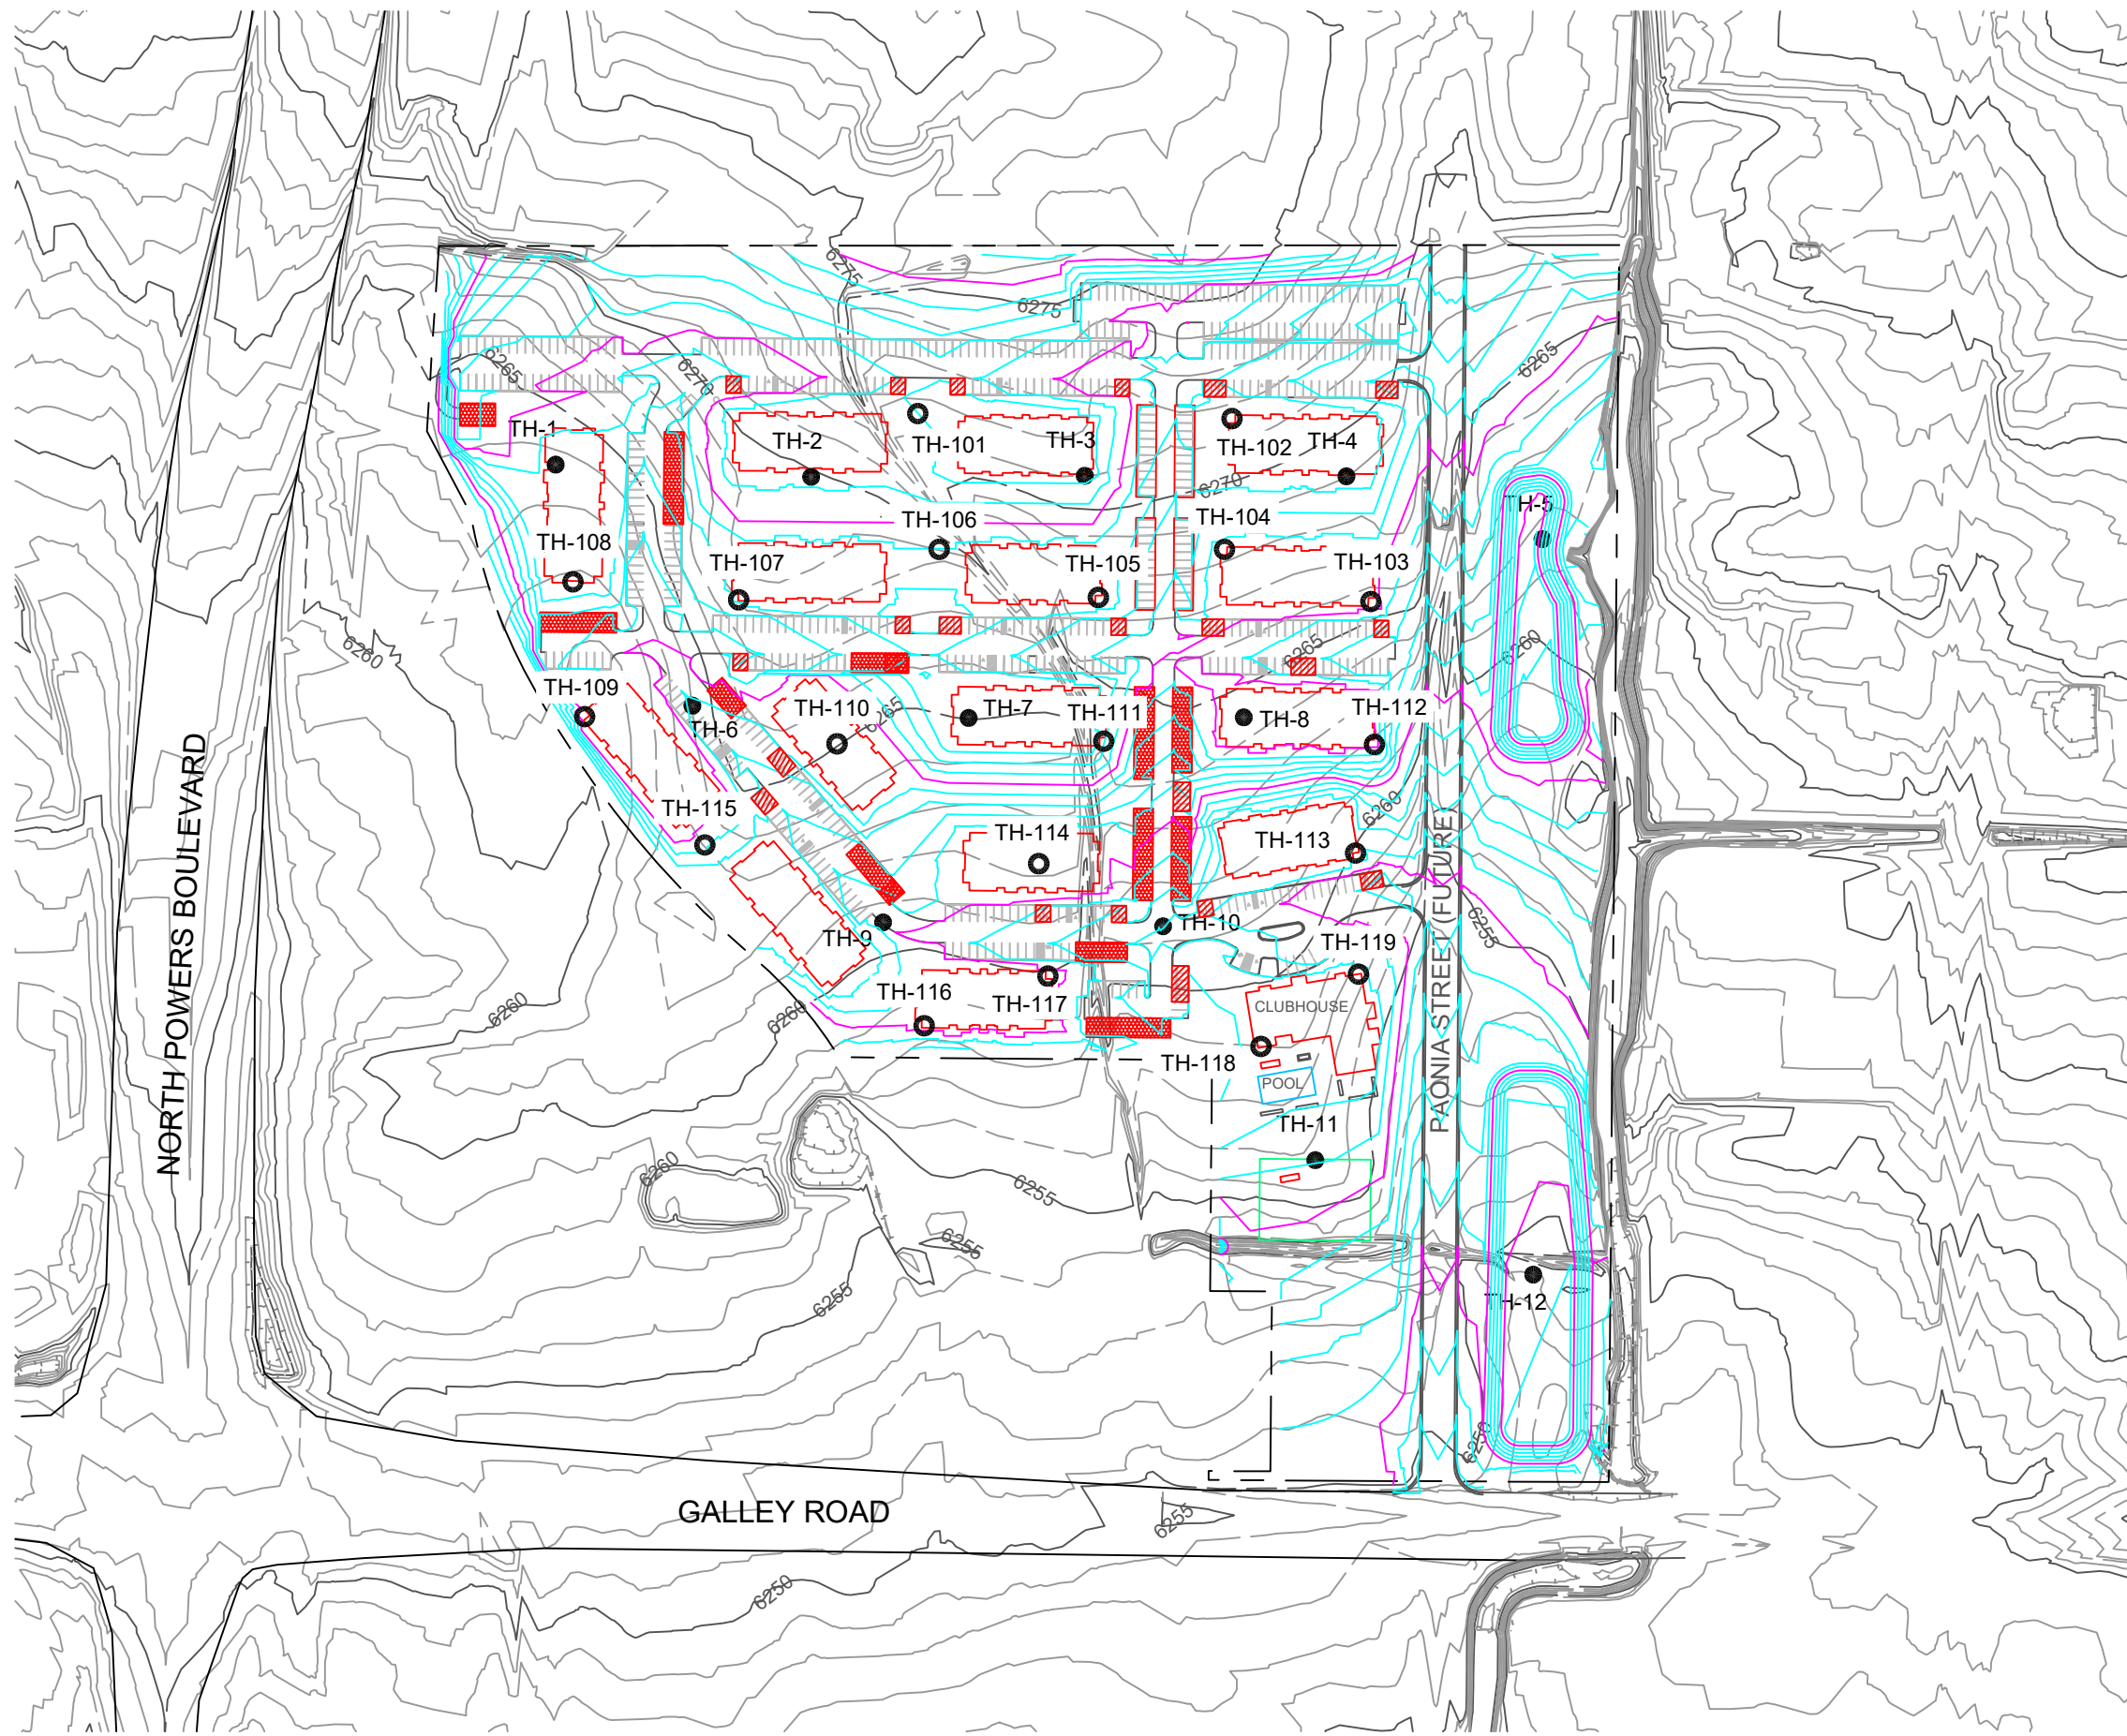 6275
6275
6265
6270
6265
TH-1
TH-2
TH-101
TH-3
TH-102
TH-4
6270
TH-5
TH-106
TH-104
TH-108
TH-107
TH-105
TH-103
6260
6265
6260
TH-109
TH-6
TH-110
6265
TH-7
TH-111
TH-8
TH-112
TH-115
TH-114
TH-113
6260
NORTH POWERS BOULEVARD
PAONIA STREET (FUTURE)
TH-9
TH-10
6255
TH-119
TH-116
TH-117
CLUBHOUSE
6260
6260
TH-118
POOL
TH-11
6260
6255
6255
6255
TH-12
6250
GALLEY ROAD
6255
6250